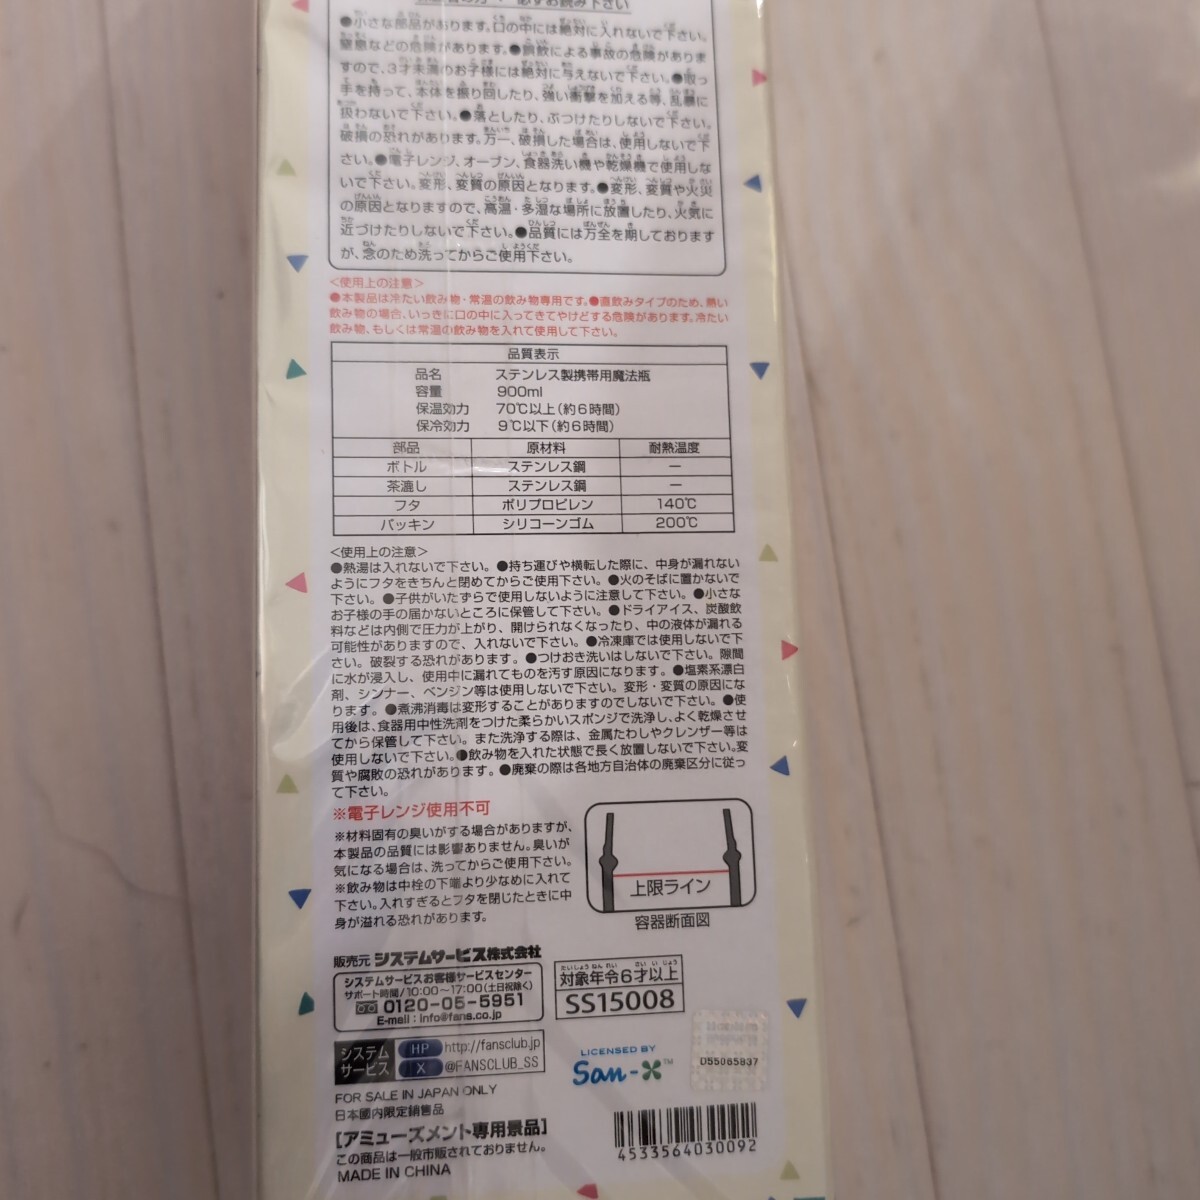 必ずお読み下さい
●小さな部品があります。口の中には絶対に入れないで下さい。
窒息などの危険があります。●誤飲による事故の危険がありま
すので、3才未満のお子様には絶対に与えないで下さい。●取っ
手を持って、本体を振り回したり、強い衝撃を加える等、乱暴に
扱わないで下さい。●落としたり、ぶつけたりしないで下さい。
破損の恐れがあります。万一、破損した場合は、使用しないで下
さい。●電子レンジ、オーブン、食器洗い機や乾燥機で使用しな
いで下さい。変形、変質の原因となります。●変形、変質や火災
の原因となりますので、高温・多湿な場所に放置したり、火気に
近づけたりしないで下さい。●品質には万全を期しております
が、念のため洗ってからご使用下さい。
<使用上の注意>
●本製品は冷たい飲み物・常温の飲み物専用です。●直飲みタイプのため、熱い
飲み物の場合、いっきに口の中に入ってきてやけどする危険があります。冷たい
飲み物、もしくは常温の飲み物を入れて使用して下さい。
品質表示
品名 ステンレス製携帯用魔法瓶
容量 900ml
保温効力 70℃以上(約6時間)
保冷効力 9℃以下(約6時間)
部品 原材料 耐熱温度
ボトル ステンレス鋼 ー
茶漉し ステンレス鋼 ー
フタ ポリプロピレン 140℃
パッキン シリコーンゴム 200℃
<使用上の注意>
●熱湯は入れないで下さい。●持ち運びや横転した際に、中身が漏れない
ようにフタをきちんと閉めてからご使用下さい。●火のそばに置かないで
下さい。●子供がいたずらで使用しないように注意して下さい。●小さな
お子様の手の届かないところに保管して下さい。●ドライアイス、炭酸飲
料などは内側で圧力が上がり、開けられなくなったり、中の液体が漏れる
可能性がありますので、入れないで下さい。●冷凍庫では使用しないで下
さい。破裂する恐れがあります。●つけおき洗いはしないで下さい。隙間
に水が浸入し、使用中に漏れてものを汚す原因になります。●塩素系漂白
剤、シンナー、ベンジン等は使用しないで下さい。変形・変質の原因にな
ります。●煮沸消毒は変形することがありますのでしないで下さい。●使
用後は、食器用中性洗剤をつけた柔らかいスポンジで洗浄し、よく乾燥させ
てから保管して下さい。また洗浄する際は、金属たわしやクレンザー等は
使用しないで下さい。●飲み物を入れた状態で長く放置しないで下さい。変
質や腐敗の恐れがあります。●廃棄の際は各地方自治体の廃棄区分に従っ
て下さい。
※電子レンジ使用不可
※材料固有の臭いがする場合がありますが、
本製品の品質には影響ありません。臭いが
気になる場合は、洗ってからご使用下さい。
※飲み物は中栓の下端より少なめに入れて
下さい。入れすぎるとフタを閉じたときに中
身が溢れる恐れがあります。
上限ライン
容器断面図
販売元 システムサービス株式会社
システムサービスお客様サービスセンター
サポート時間/10:00~17:00(土日祝除く)
0120-05-5951
E-mail : info@fans.co.jp
たいしょうねんれい さいいじょう
対象年令6才以上
SS15008
システムサービス
HP http://fansclub.jp
X @FANSCLUB_SS
LICENSED BY
San-X™
D55065837
FOR SALE IN JAPAN ONLY
日本國内限定銷售品
[アミューズメント専用景品]
この商品は一般市販されておりません。
MADE IN CHINA
4533564030092